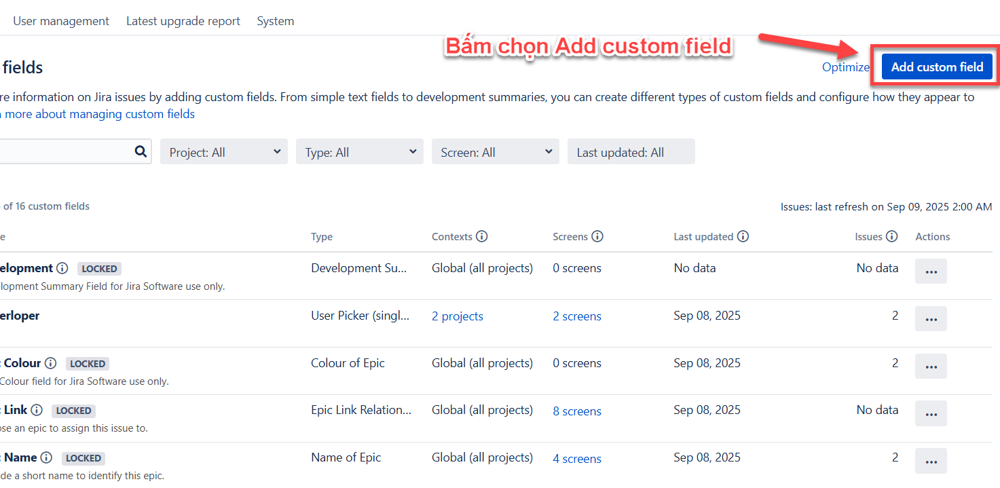 User management Latest upgrade report System
Bấm chọn Add custom field
fields
Optimize Add custom field
re information on Jira issues by adding custom fields. From simple text fields to development summaries, you can create different types of custom fields and configure how they appear to
more about managing custom fields
Project: All Type: All Screen: All Last updated: All
of 16 custom fields Issues: last refresh on Sep 09, 2025 2:00 AM
e Type Contexts Screens Last updated Issues Actions
elopment LOCKED Development Su... Global (all projects) 0 screens No data No data ...
lopment Summary Field for Jira Software use only.
erloper User Picker (singl... 2 projects 2 screens Sep 08, 2025 2 ...
: Colour LOCKED Colour of Epic Global (all projects) 0 screens Sep 08, 2025 2 ...
Colour field for Jira Software use only.
: Link LOCKED Epic Link Relation... Global (all projects) 8 screens Sep 08, 2025 No data ...
ose an epic to assign this issue to.
: Name LOCKED Name of Epic Global (all projects) 4 screens Sep 08, 2025 2 ...
de a short name to identify this epic.